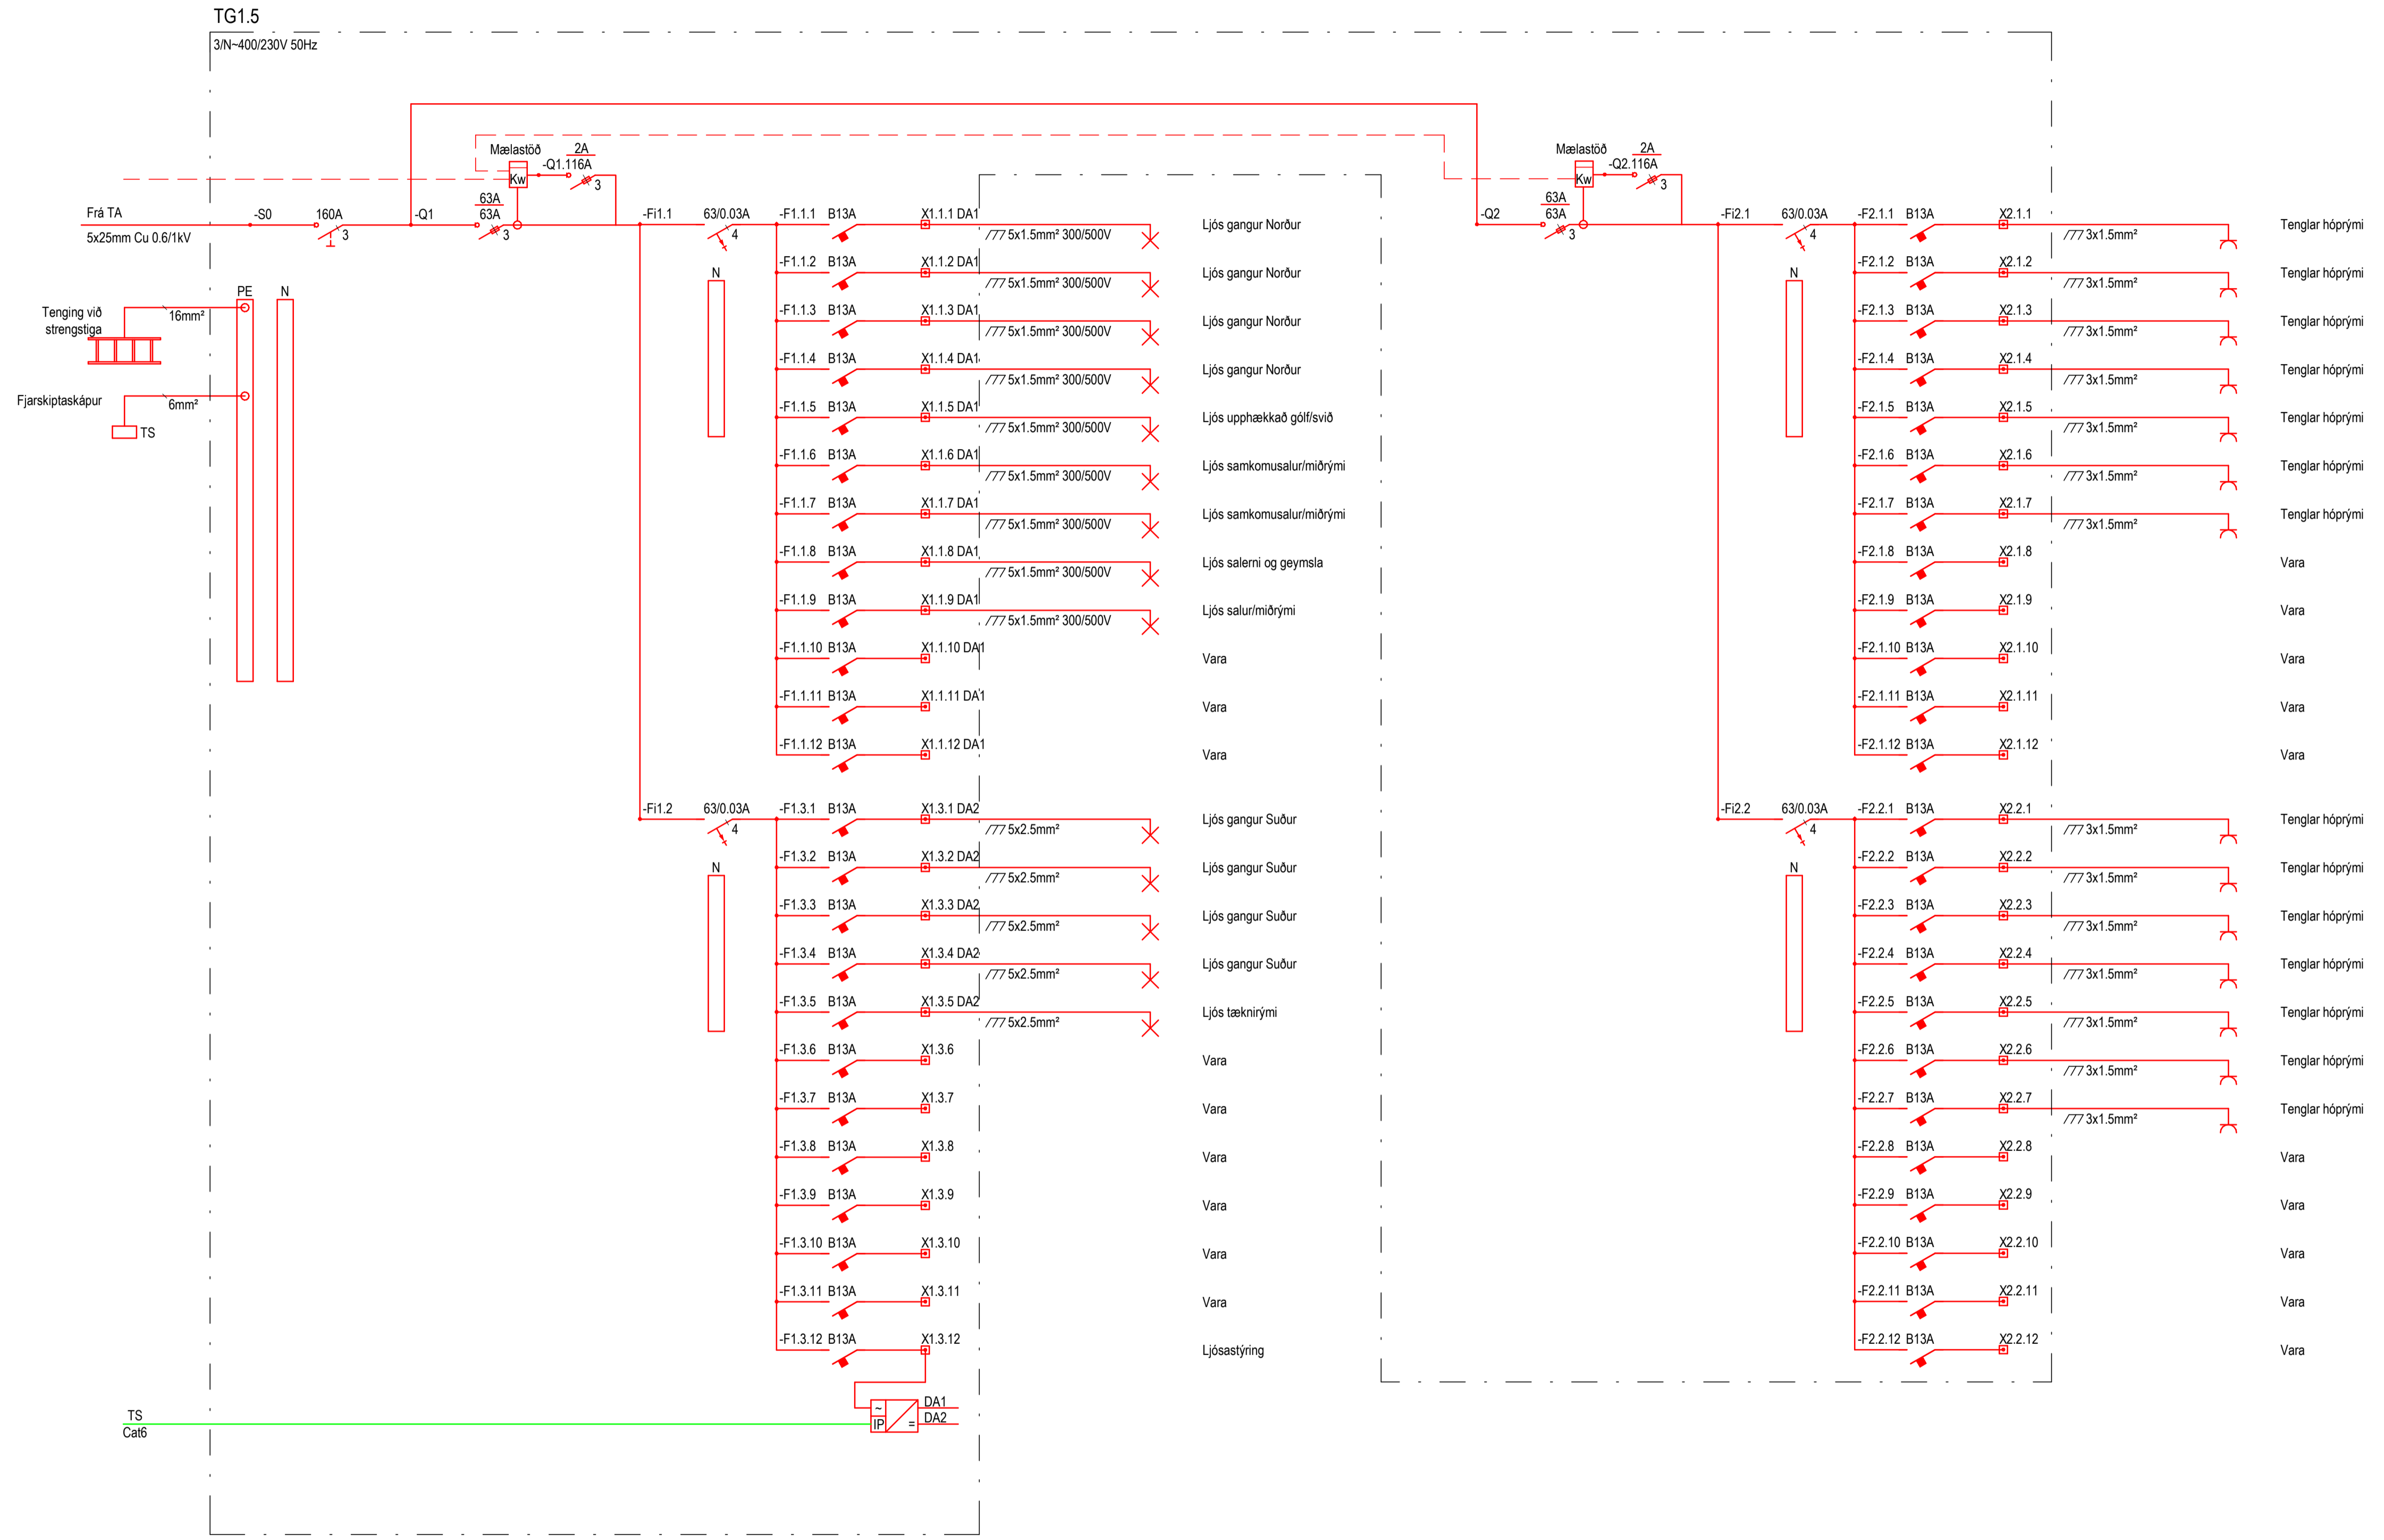 TG1.5
3/N~400/230V 50Hz
Frá TA
5x25mm Cu 0.6/1kV
-S0
160A
3
-Q1
63A
63A
3
Mælastöð
Kw
-Q1.116A
2A
3
Tenging við
strengstiga
16mm²
Fjarskiptaskápur
6mm²
TS
PE
N
-Fi1.1
63/0.03A
4
N
-F1.1.1 B13A X1.1.1 DA1 5x1.5mm² 300/500V Ljós gangur Norður
-F1.1.2 B13A X1.1.2 DA1 5x1.5mm² 300/500V Ljós gangur Norður
-F1.1.3 B13A X1.1.3 DA1 5x1.5mm² 300/500V Ljós gangur Norður
-F1.1.4 B13A X1.1.4 DA1 5x1.5mm² 300/500V Ljós gangur Norður
-F1.1.5 B13A X1.1.5 DA1 5x1.5mm² 300/500V Ljós upphækkað gólf/svið
-F1.1.6 B13A X1.1.6 DA1 5x1.5mm² 300/500V Ljós samkomusalur/miðrými
-F1.1.7 B13A X1.1.7 DA1 5x1.5mm² 300/500V Ljós samkomusalur/miðrými
-F1.1.8 B13A X1.1.8 DA1 5x1.5mm² 300/500V Ljós salerni og geymsla
-F1.1.9 B13A X1.1.9 DA1 5x1.5mm² 300/500V Ljós salur/miðrými
-F1.1.10 B13A X1.1.10 DA1 Vara
-F1.1.11 B13A X1.1.11 DA1 Vara
-F1.1.12 B13A X1.1.12 DA1 Vara
-Fi1.2
63/0.03A
4
N
-F1.3.1 B13A X1.3.1 DA2 5x2.5mm² Ljós gangur Suður
-F1.3.2 B13A X1.3.2 DA2 5x2.5mm² Ljós gangur Suður
-F1.3.3 B13A X1.3.3 DA2 5x2.5mm² Ljós gangur Suður
-F1.3.4 B13A X1.3.4 DA2 5x2.5mm² Ljós gangur Suður
-F1.3.5 B13A X1.3.5 DA2 5x2.5mm² Ljós tæknirými
-F1.3.6 B13A X1.3.6 Vara
-F1.3.7 B13A X1.3.7 Vara
-F1.3.8 B13A X1.3.8 Vara
-F1.3.9 B13A X1.3.9 Vara
-F1.3.10 B13A X1.3.10 Vara
-F1.3.11 B13A X1.3.11 Vara
-F1.3.12 B13A X1.3.12 Ljósastýring
TS
Cat6
~
IP
=
DA1
DA2
-Q2
63A
63A
3
Mælastöð
Kw
-Q2.116A
2A
3
-Fi2.1
63/0.03A
4
N
-F2.1.1 B13A X2.1.1 3x1.5mm² Tenglar hóprými
-F2.1.2 B13A X2.1.2 3x1.5mm² Tenglar hóprými
-F2.1.3 B13A X2.1.3 3x1.5mm² Tenglar hóprými
-F2.1.4 B13A X2.1.4 3x1.5mm² Tenglar hóprými
-F2.1.5 B13A X2.1.5 3x1.5mm² Tenglar hóprými
-F2.1.6 B13A X2.1.6 3x1.5mm² Tenglar hóprými
-F2.1.7 B13A X2.1.7 3x1.5mm² Tenglar hóprými
-F2.1.8 B13A X2.1.8 Vara
-F2.1.9 B13A X2.1.9 Vara
-F2.1.10 B13A X2.1.10 Vara
-F2.1.11 B13A X2.1.11 Vara
-F2.1.12 B13A X2.1.12 Vara
-Fi2.2
63/0.03A
4
N
-F2.2.1 B13A X2.2.1 3x1.5mm² Tenglar hóprými
-F2.2.2 B13A X2.2.2 3x1.5mm² Tenglar hóprými
-F2.2.3 B13A X2.2.3 3x1.5mm² Tenglar hóprými
-F2.2.4 B13A X2.2.4 3x1.5mm² Tenglar hóprými
-F2.2.5 B13A X2.2.5 3x1.5mm² Tenglar hóprými
-F2.2.6 B13A X2.2.6 3x1.5mm² Tenglar hóprými
-F2.2.7 B13A X2.2.7 3x1.5mm² Tenglar hóprými
-F2.2.8 B13A X2.2.8 Vara
-F2.2.9 B13A X2.2.9 Vara
-F2.2.10 B13A X2.2.10 Vara
-F2.2.11 B13A X2.2.11 Vara
-F2.2.12 B13A X2.2.12 Vara